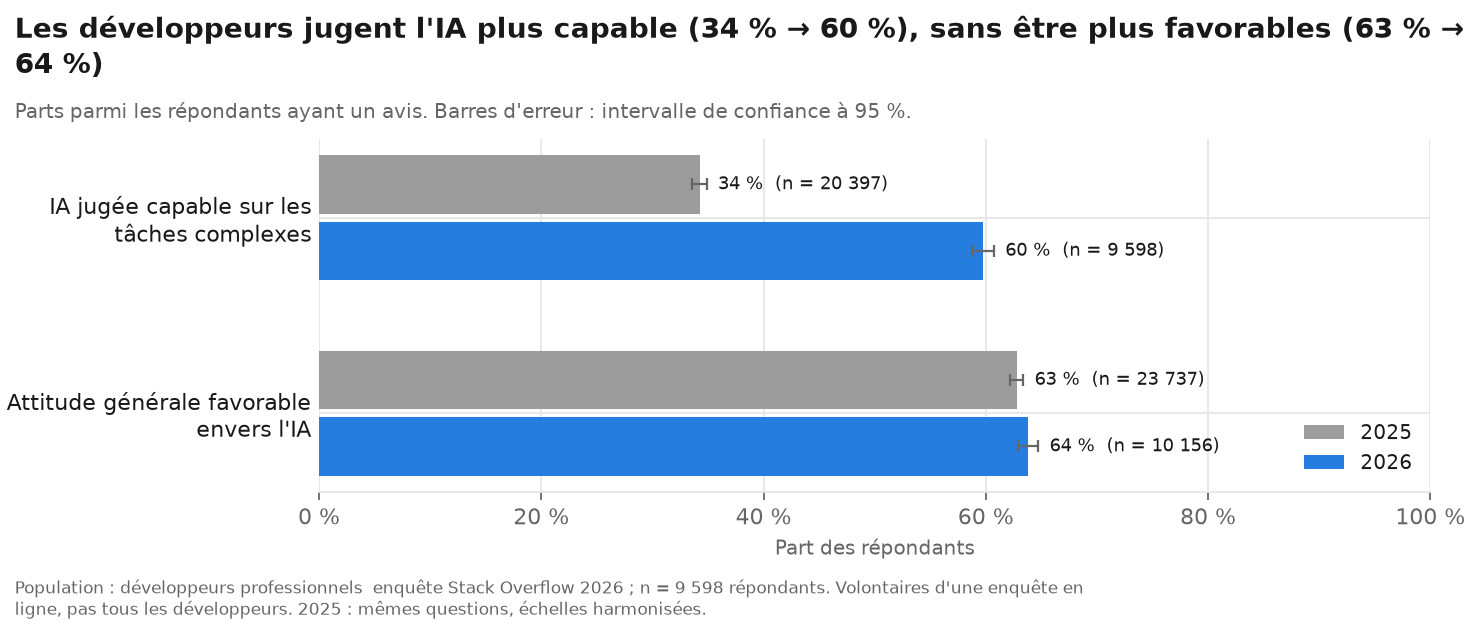 Les développeurs jugent l'IA plus capable (34 % → 60 %), sans être plus favorables (63 % →
64 %)
Parts parmi les répondants ayant un avis. Barres d'erreur : intervalle de confiance à 95 %.
IA jugée capable sur les
tâches complexes
34 % (n = 20 397)
60 % (n = 9 598)
Attitude générale favorable
envers l'IA
63 % (n = 23 737)
64 % (n = 10 156)
2025
2026
0 % 20 % 40 % 60 % 80 % 100 %
Part des répondants
Population : développeurs professionnels enquête Stack Overflow 2026 ; n = 9 598 répondants. Volontaires d'une enquête en
ligne, pas tous les développeurs. 2025 : mêmes questions, échelles harmonisées.